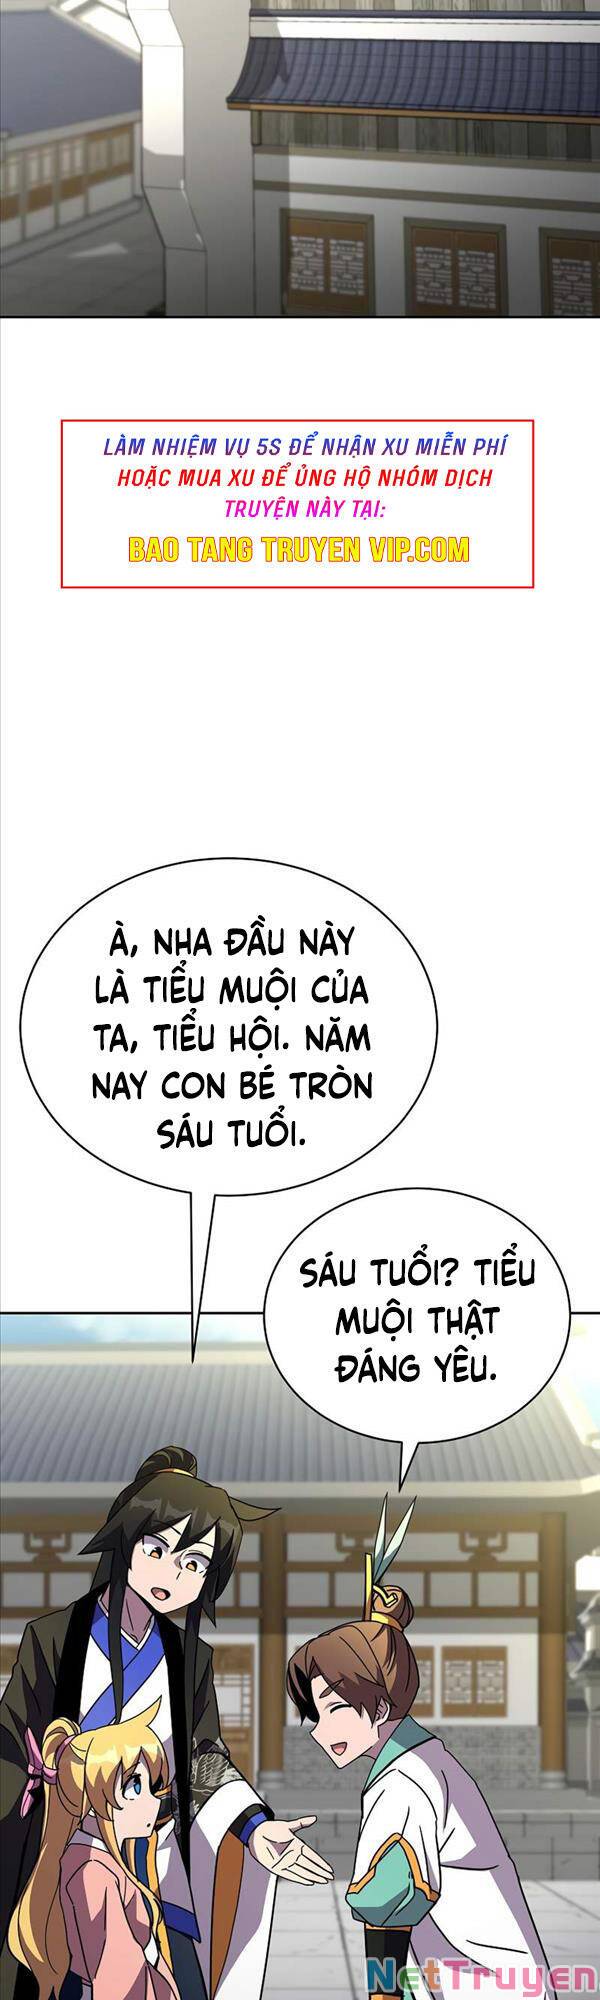 LÀM NHIỆM VỤ 5S ĐỂ NHẬN XU MIỄN PHÍ
HOẶC MUA XU ĐỂ ỦNG HỘ NHÓM DỊCH
TRUYỆN NÀY TẠI:
BAO TANG TRUYEN VIP.COM
À, NHA ĐẦU NÀY
LÀ TIỂU MUỘI CỦA
TA, TIỂU HỘI. NĂM
NAY CON BÉ TRÒN
SÁU TUỔI.
SÁU TUỔI? TIỂU
MUỘI THẬT
ĐÁNG YÊU.
NetTruyen